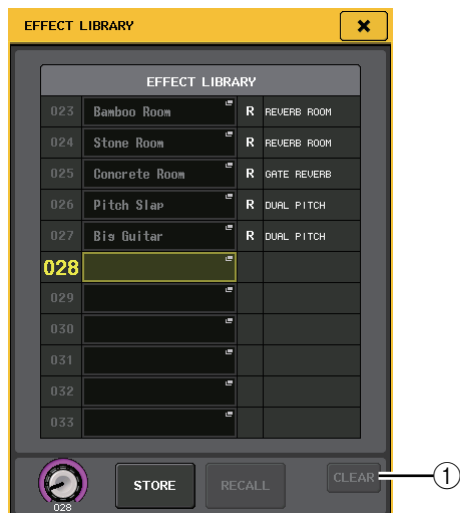 EFFECT LIBRARY
EFFECT LIBRARY
023 Bamboo Room R REVERB ROOM
024 Stone Room R REVERB ROOM
025 Concrete Room R GATE REVERB
026 Pitch Slap R DUAL PITCH
027 Big Guitar R DUAL PITCH
028
029
030
031
032
033
028 STORE RECALL CLEAR 1